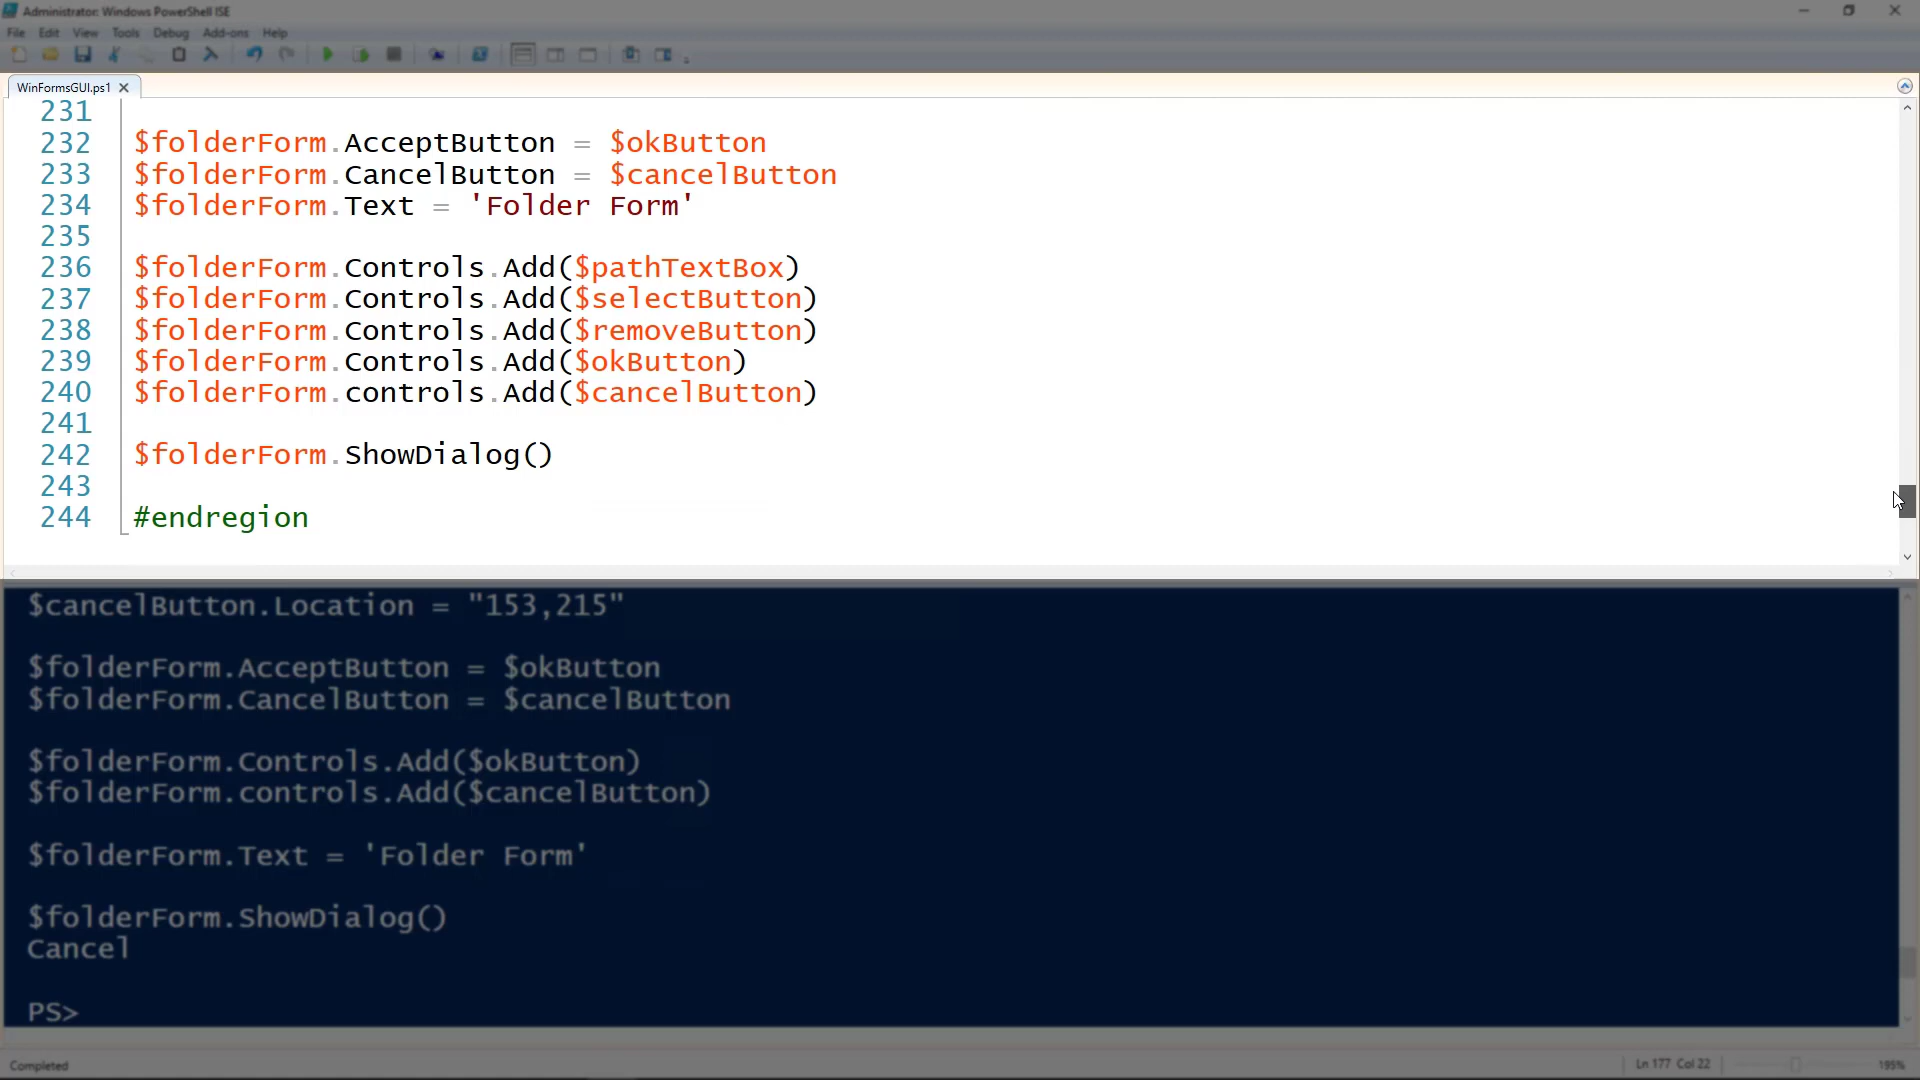 Administrator: Windows PowerShell ISE
File Edit View Tools Debug Add-ons Help
WinFormsGUI.ps1
231
232 $folderForm.AcceptButton = $okButton
233 $folderForm.CancelButton = $cancelButton
234 $folderForm.Text = 'Folder Form'
235
236 $folderForm.Controls.Add($pathTextBox)
237 $folderForm.Controls.Add($selectButton)
238 $folderForm.Controls.Add($removeButton)
239 $folderForm.Controls.Add($okButton)
240 $folderForm.controls.Add($cancelButton)
241
242 $folderForm.ShowDialog()
243
244 #endregion
$cancelButton.Location = "153,215"
$folderForm.AcceptButton = $okButton
$folderForm.CancelButton = $cancelButton
$folderForm.Controls.Add($okButton)
$folderForm.controls.Add($cancelButton)
$folderForm.Text = 'Folder Form'
$folderForm.ShowDialog()
Cancel
PS>
Completed Ln 177 Col 22 195%